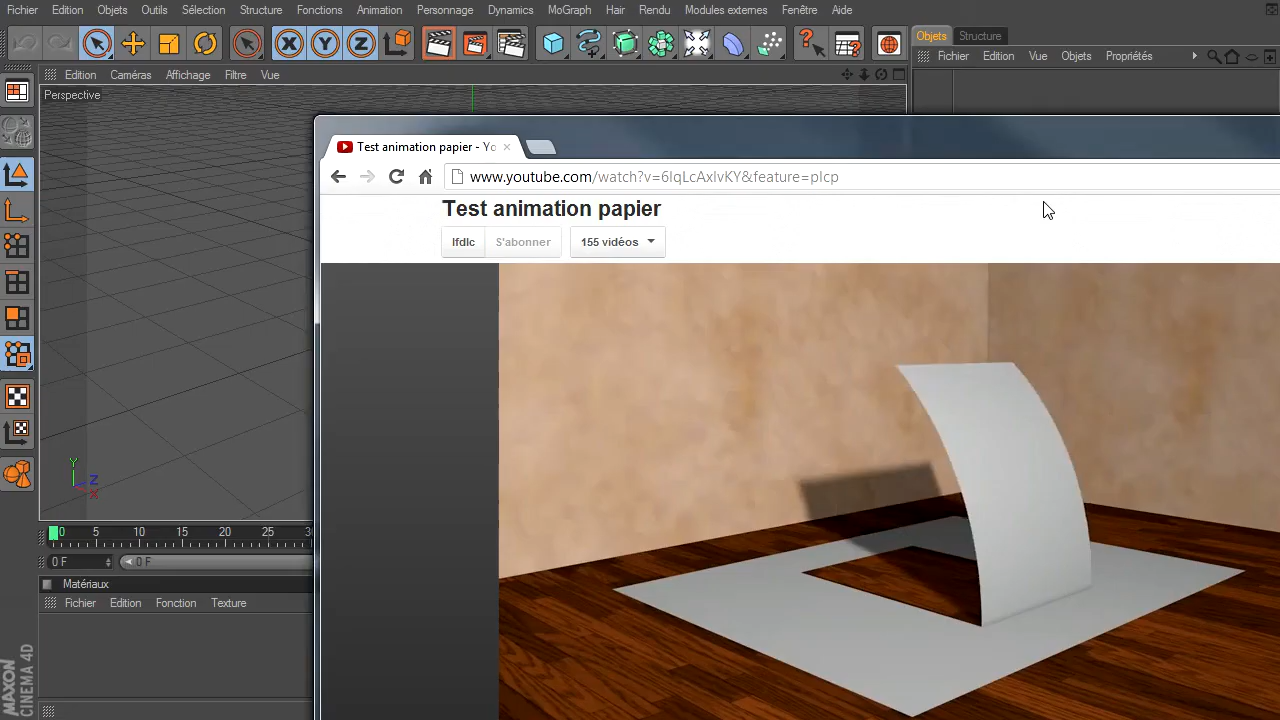 Fichier Edition Objets Outils Sélection Structure Fonctions Animation Personnage Dynamics MoGraph Hair Rendu Modules externes Fenêtre Aide
X Y Z
Objets Structure
Fichier Edition Vue Objets Propriétés
Edition Caméras Affichage Filtre Vue
Perspective
Test animation papier - Yo
www.youtube.com/watch?v=6IqLcAxlvKY&feature=plcp
Test animation papier
lfdlc S'abonner 155 vidéos
Y
Z
X
0 5 10 15 20 25 30
0 F 0 F
Matériaux
Fichier Edition Fonction Texture
MAXON
CINEMA 4D